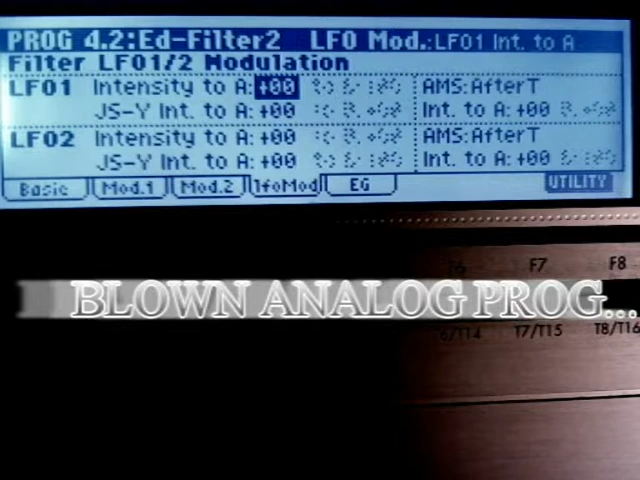 PROG 4.2:Ed-Filter2 LFO Mod.:LFO1 Int. to A
Filter LFO1/2 Modulation
LFO1 Intensity to A:+00 AMS:AfterT
JS-Y Int. to A:+00 Int. to A:+00
LFO2 Intensity to A:+00 AMS:AfterT
JS-Y Int. to A:+00 Int. to A:+00
Basic Mod.1 Mod.2 lfoMod EG UTILITY
F7 F8
BLOWN ANALOG PROG...
6/T14 T7/T15 T8/T16